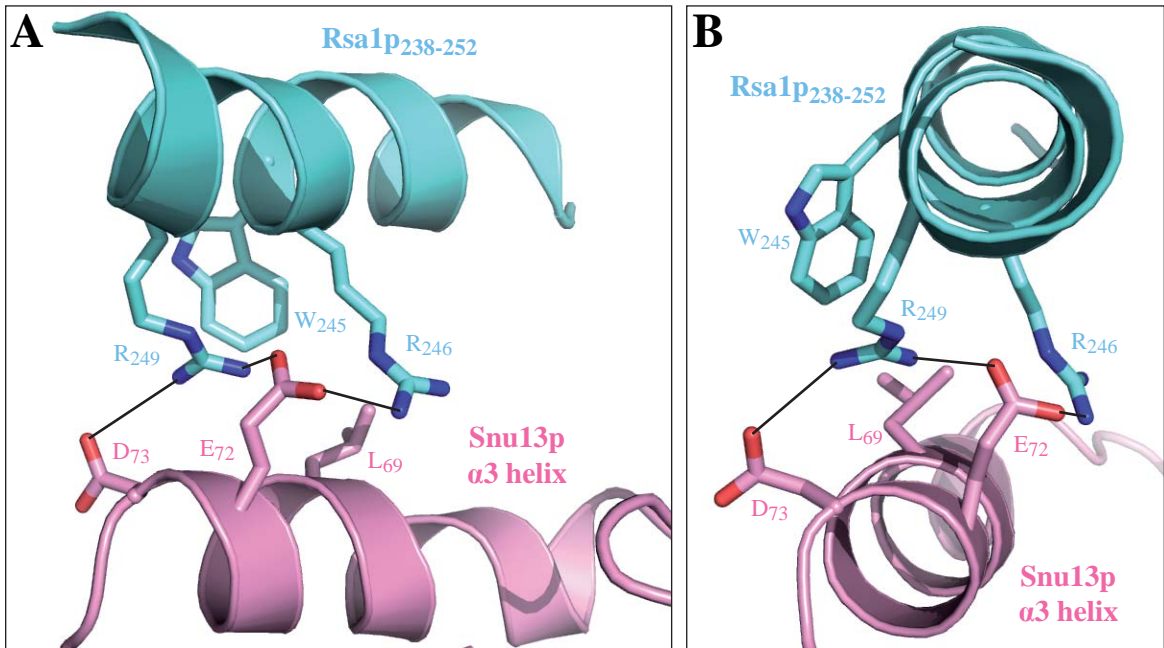 A
Rsa1p238-252
W245
R249
R246
D73
E72
L69
Snu13p
α3 helix
B
Rsa1p238-252
W245
R249
R246
L69
E72
D73
Snu13p
α3 helix